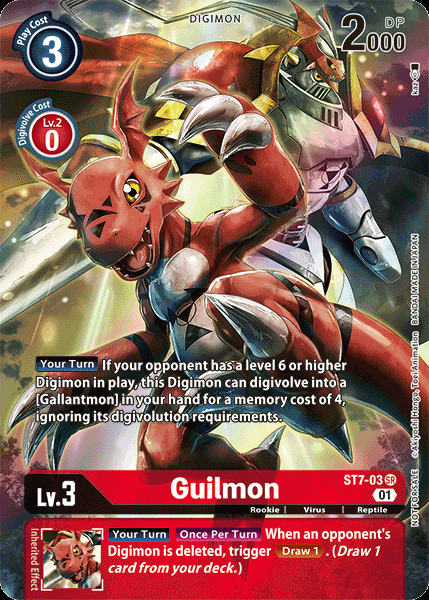 DIGIMON
Play Cost
3
DP
2000
Digivolve Cost
Lv.2
0
Your Turn If your opponent has a level 6 or higher
Digimon in play, this Digimon can digivolve into a
[Gallantmon] in your hand for a memory cost of 4,
ignoring its digivolution requirements.
NOT FOR SALE © Akiyoshi Hongo, Toei Animation BANDAI MADE IN JAPAN
Lv.3
Guilmon
ST7-03 SR
01
Rookie | Virus | Reptile
Inherited Effect
Your Turn Once Per Turn When an opponent's
Digimon is deleted, trigger Draw 1 . (Draw 1
card from your deck.)